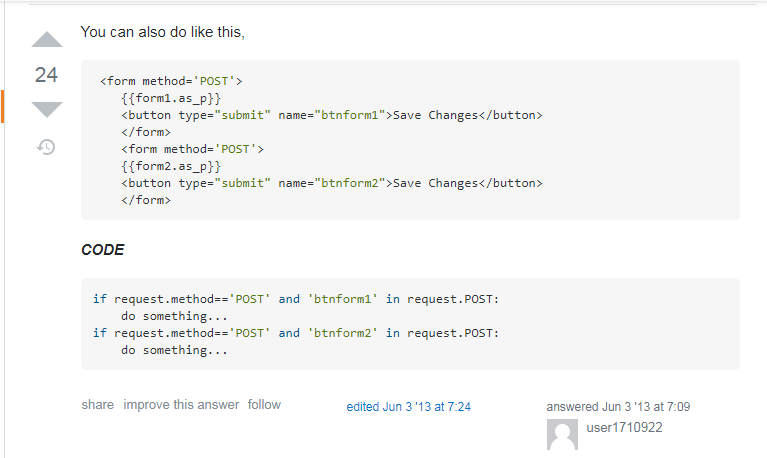 You can also do like this,
24
<form method='POST'>
{{form1.as_p}}
<button type="submit" name="btnform1">Save Changes</button>
</form>
<form method='POST'>
{{form2.as_p}}
<button type="submit" name="btnform2">Save Changes</button>
</form>
CODE
if request.method=='POST' and 'btnform1' in request.POST:
do something...
if request.method=='POST' and 'btnform2' in request.POST:
do something...
share improve this answer follow edited Jun 3 '13 at 7:24 answered Jun 3 '13 at 7:09
user1710922